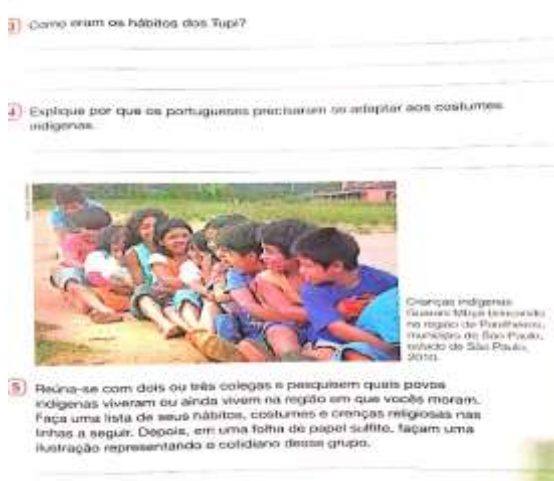 3 Como eram os hábitos dos Tupi?
4 Explique por que os portugueses precisaram se adaptar aos costumes
indígenas.
Crianças indígenas
Guarani Mbya brincando
na região de Parelheiros,
município de São Paulo,
estado de São Paulo,
2010.
5 Reúna-se com dois ou três colegas e pesquisem quais povos
indígenas viveram ou ainda vivem na região em que vocês moram.
Faça uma lista de seus hábitos, costumes e crenças religiosas nas
linhas a seguir. Depois, em uma folha de papel sulfite, façam uma
ilustração representando o cotidiano desse grupo.